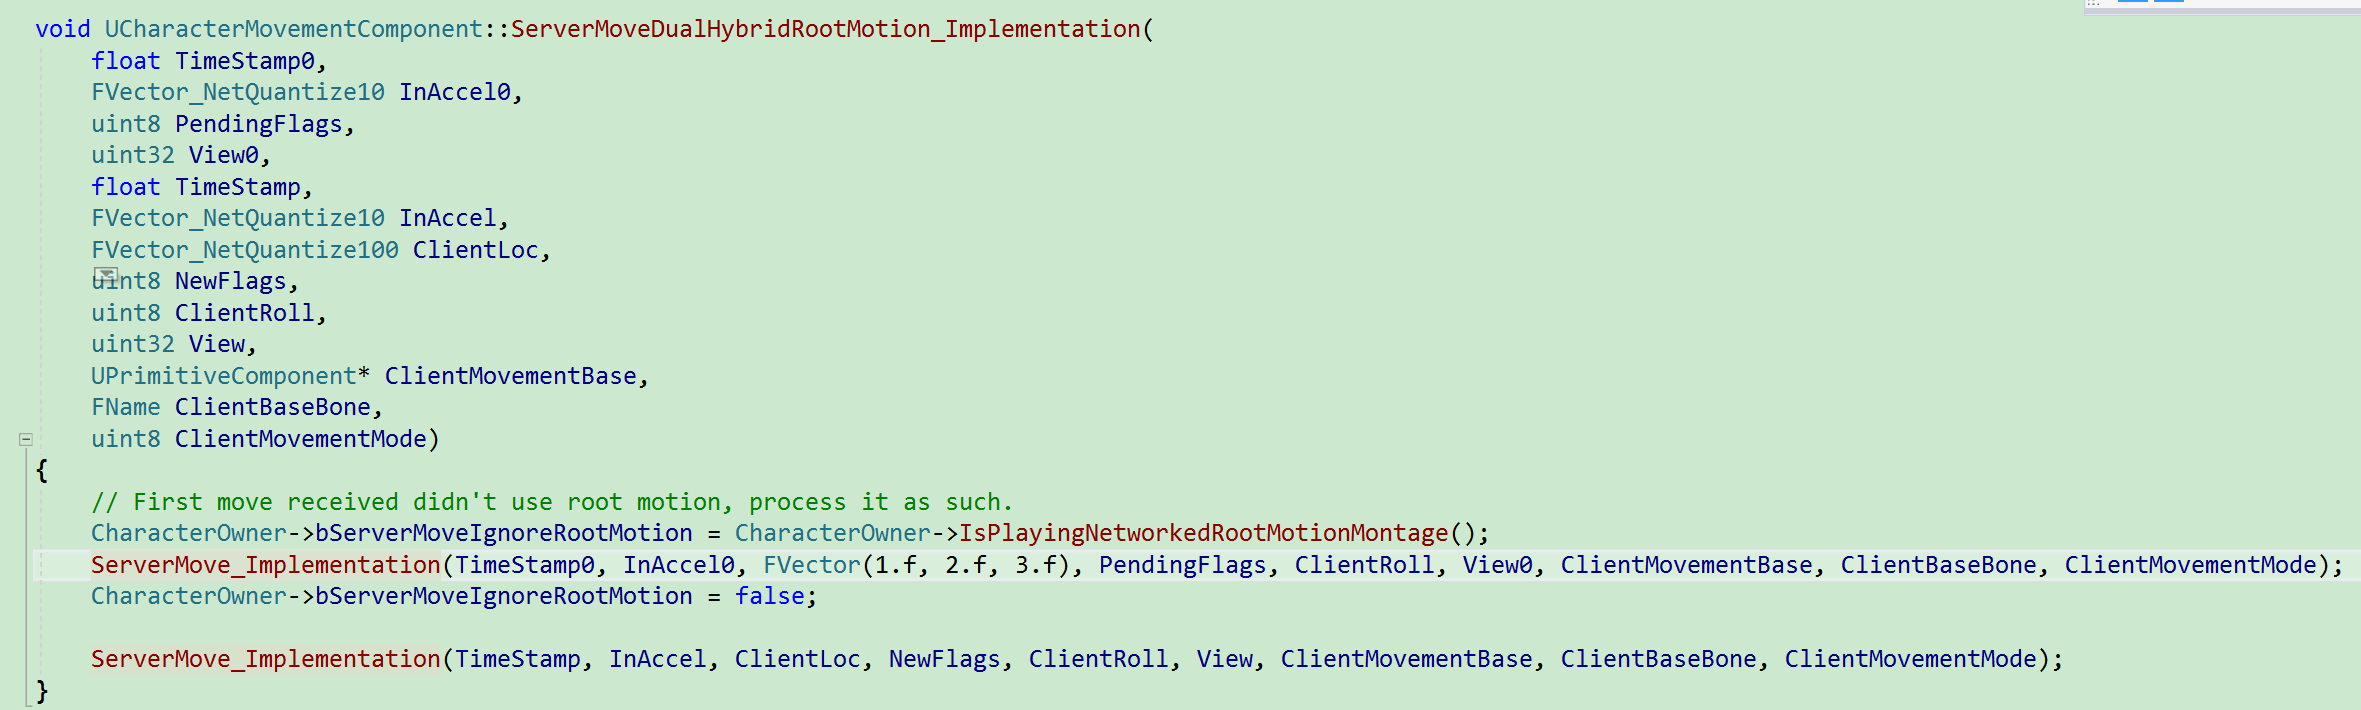 void UCharacterMovementComponent::ServerMoveDualHybridRootMotion_Implementation(
    float TimeStamp0,
    FVector_NetQuantize10 InAccel0,
    uint8 PendingFlags,
    uint32 View0,
    float TimeStamp,
    FVector_NetQuantize10 InAccel,
    FVector_NetQuantize100 ClientLoc,
    uint8 NewFlags,
    uint8 ClientRoll,
    uint32 View,
    UPrimitiveComponent* ClientMovementBase,
    FName ClientBaseBone,
    uint8 ClientMovementMode)
{
    // First move received didn't use root motion, process it as such.
    CharacterOwner->bServerMoveIgnoreRootMotion = CharacterOwner->IsPlayingNetworkedRootMotionMontage();
    ServerMove_Implementation(TimeStamp0, InAccel0, FVector(1.f, 2.f, 3.f), PendingFlags, ClientRoll, View0, ClientMovementBase, ClientBaseBone, ClientMovementMode);
    CharacterOwner->bServerMoveIgnoreRootMotion = false;

    ServerMove_Implementation(TimeStamp, InAccel, ClientLoc, NewFlags, ClientRoll, View, ClientMovementBase, ClientBaseBone, ClientMovementMode);
}